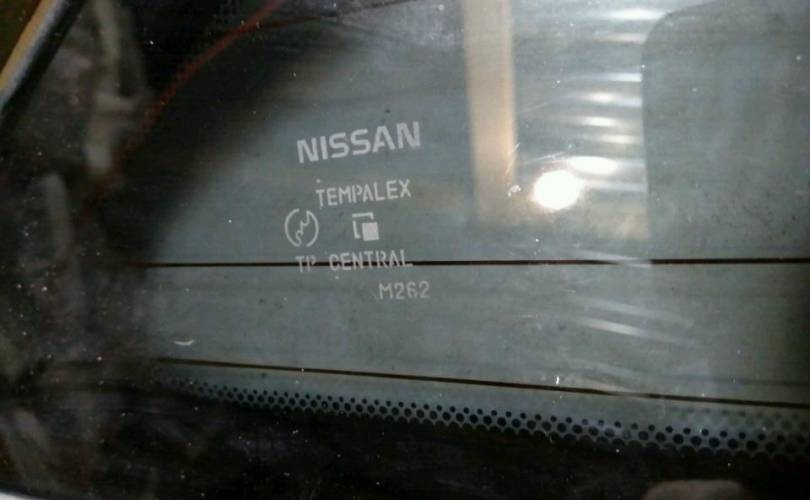 NISSAN
TEMPALEX
TP CENTRAL
M262